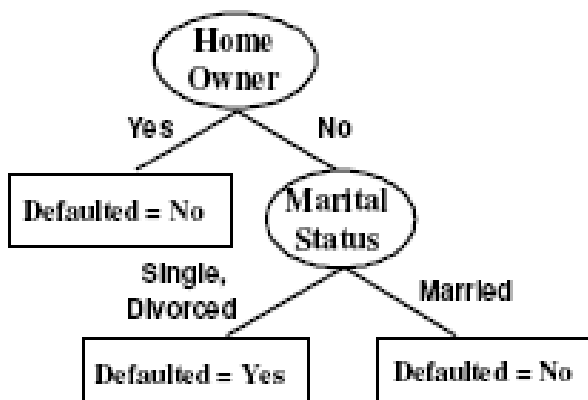 Home
Owner
Yes
No
Defaulted = No
Marital
Status
Single,
Divorced
Married
Defaulted = Yes
Defaulted = No